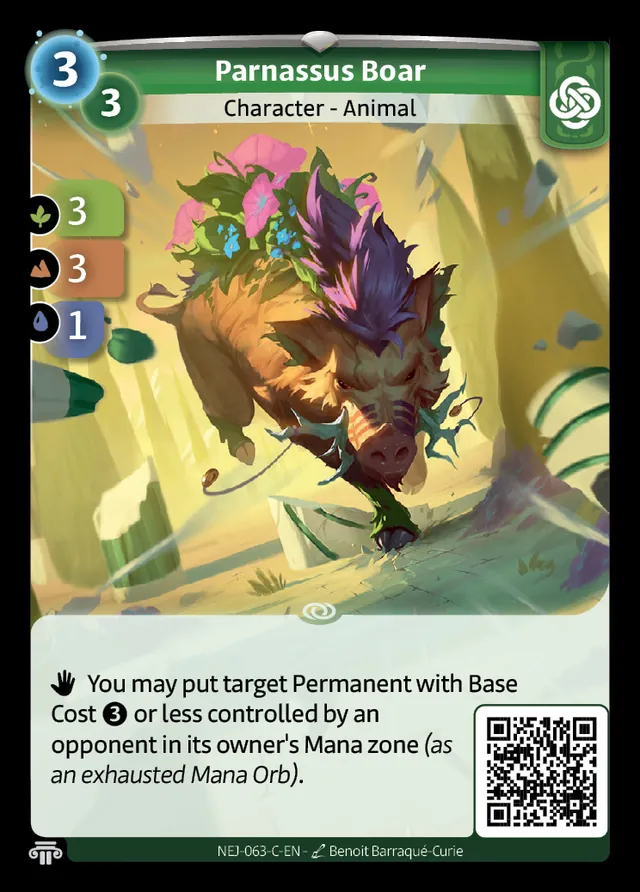 3
Parnassus Boar
3
Character - Animal
3
3
1
You may put target Permanent with Base
Cost 3 or less controlled by an
opponent in its owner's Mana zone (as
an exhausted Mana Orb).
NEJ-063-C-EN - Benoit Barraqué-Curie